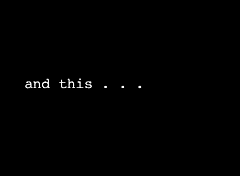 and this . . .